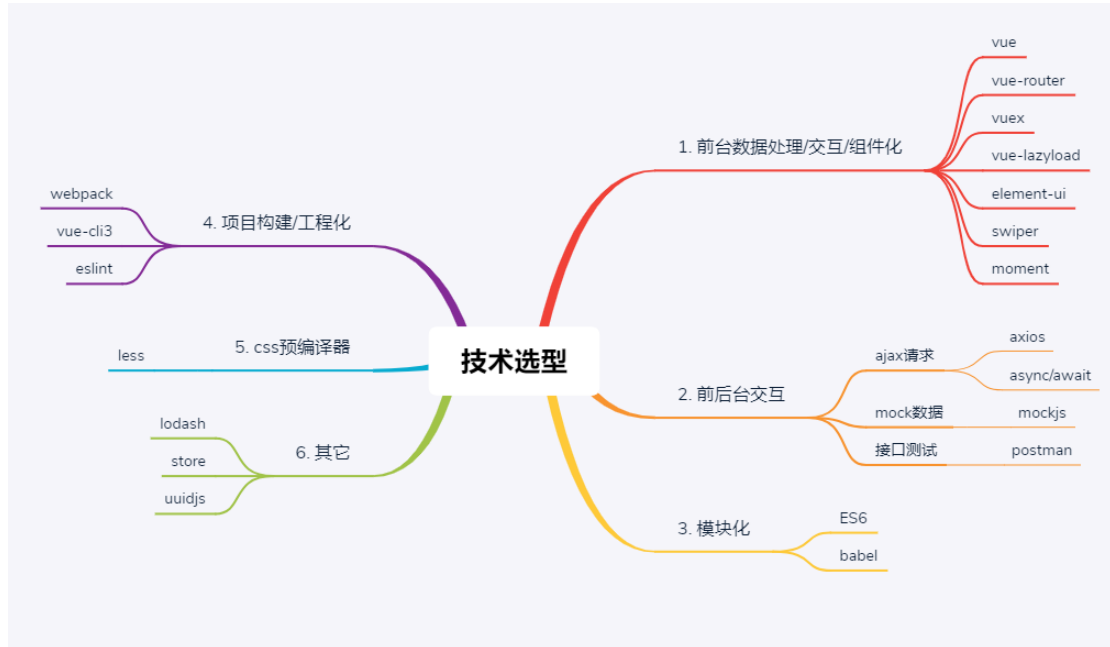 技术选型
1. 前台数据处理/交互/组件化
vue
vue-router
vuex
vue-lazyload
element-ui
swiper
moment
2. 前后台交互
ajax请求
axios
async/await
mock数据
mockjs
接口测试
postman
3. 模块化
ES6
babel
4. 项目构建/工程化
webpack
vue-cli3
eslint
5. css预编译器
less
6. 其它
lodash
store
uuidjs